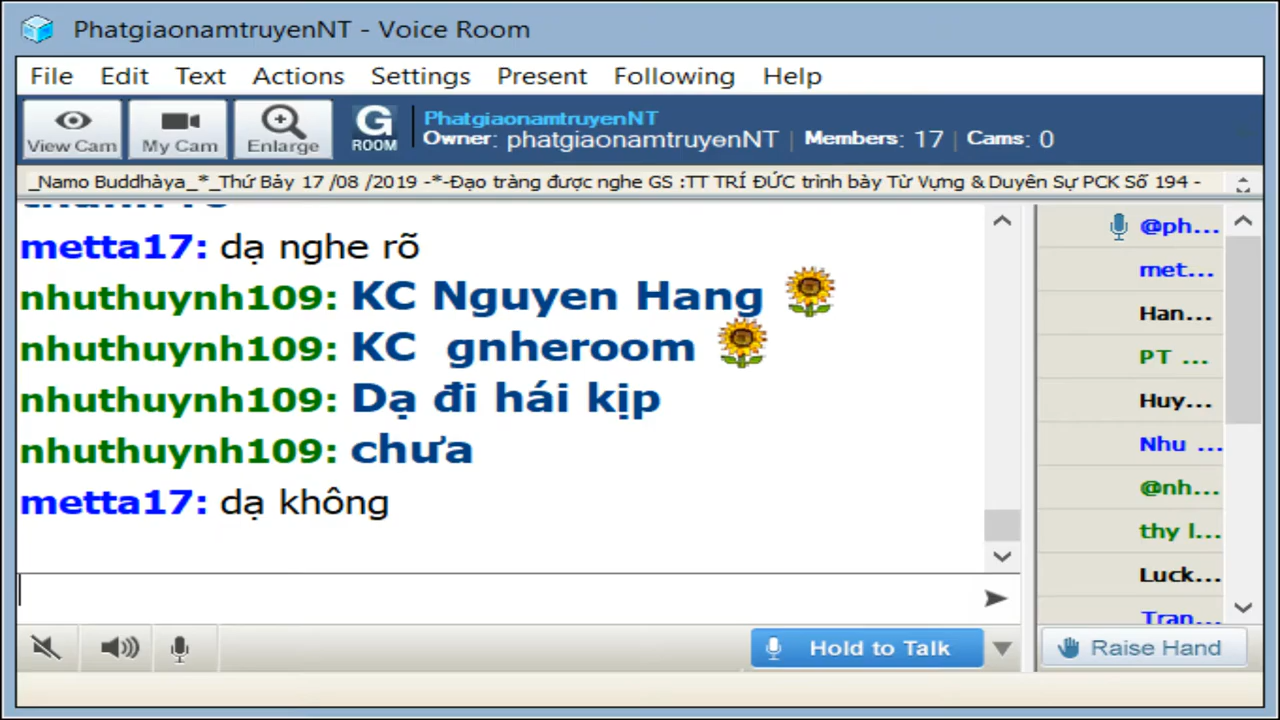 PhatgiaonamtruyenNT - Voice Room
File Edit Text Actions Settings Present Following Help
View Cam My Cam Enlarge G ROOM
PhatgiaonamtruyenNT
Owner: phatgiaonamtruyenNT | Members: 17 | Cams: 0
_Namo Buddhàya_*_Thứ Bảy 17 /08 /2019 -*-Đạo tràng được nghe GS :TT TRÍ ĐỨC trình bày Từ Vựng & Duyên Sự PCK Số 194 -
metta17: dạ nghe rõ
nhuthuynh109: KC Nguyen Hang
nhuthuynh109: KC gnheroom
nhuthuynh109: Dạ đi hái kịp
nhuthuynh109: chưa
metta17: dạ không
@ph...
met...
Han...
PT ...
Huy...
Nhu ...
@nh...
thy l...
Luck...
Tran...
Hold to Talk
Raise Hand